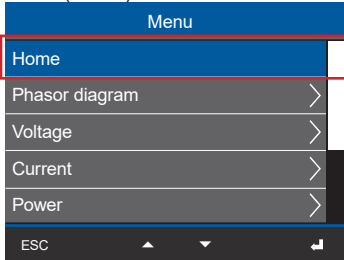 Menu
Home
Phasor diagram
Voltage
Current
Power
ESC